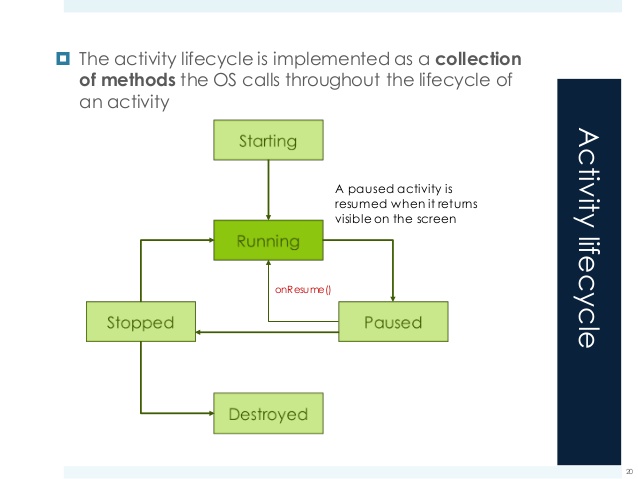 The activity lifecycle is implemented as a collection
of methods the OS calls throughout the lifecycle of
an activity
Starting
A paused activity is
resumed when it returns
visible on the screen
Running
onResume()
Stopped
Paused
Destroyed
Activity lifecycle
20